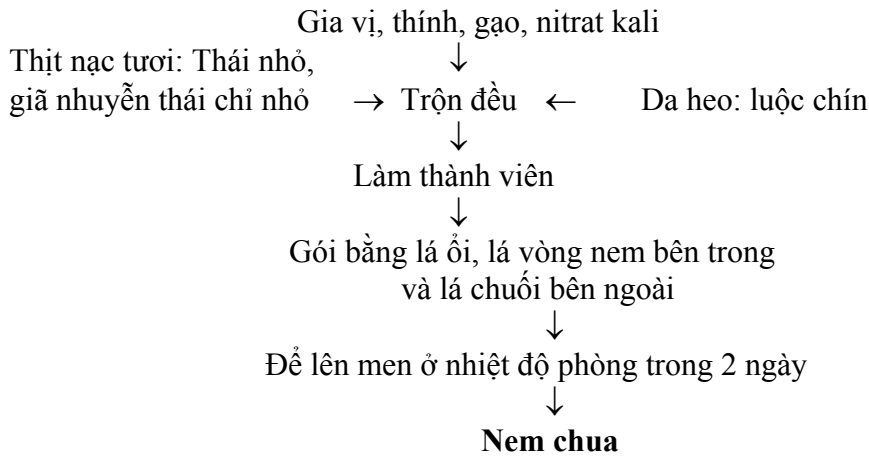 Gia vị, thính, gạo, nitrat kali
↓
Thịt nạc tươi: Thái nhỏ,
giã nhuyễn thái chỉ nhỏ → Trộn đều ← Da heo: luộc chín
↓
Làm thành viên
↓
Gói bằng lá ổi, lá vòng nem bên trong
và lá chuối bên ngoài
↓
Để lên men ở nhiệt độ phòng trong 2 ngày
↓
Nem chua